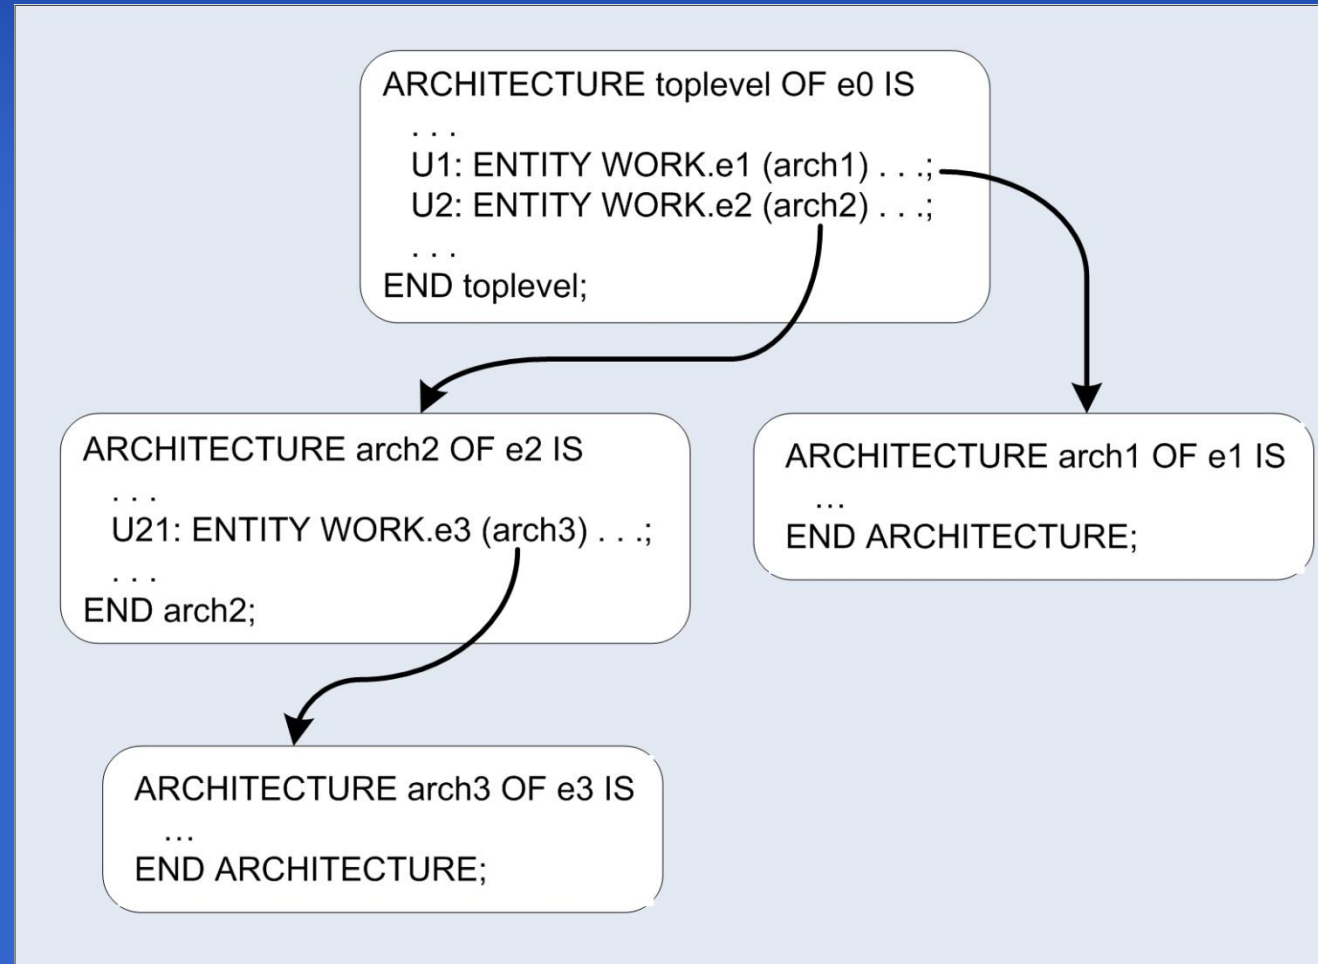 ARCHITECTURE toplevel OF e0 IS
. . .
U1: ENTITY WORK.e1 (arch1) . . .;
U2: ENTITY WORK.e2 (arch2) . . .;
. . .
END toplevel;
ARCHITECTURE arch2 OF e2 IS
. . .
U21: ENTITY WORK.e3 (arch3) . . .;
. . .
END arch2;
ARCHITECTURE arch1 OF e1 IS
...
END ARCHITECTURE;
ARCHITECTURE arch3 OF e3 IS
...
END ARCHITECTURE;